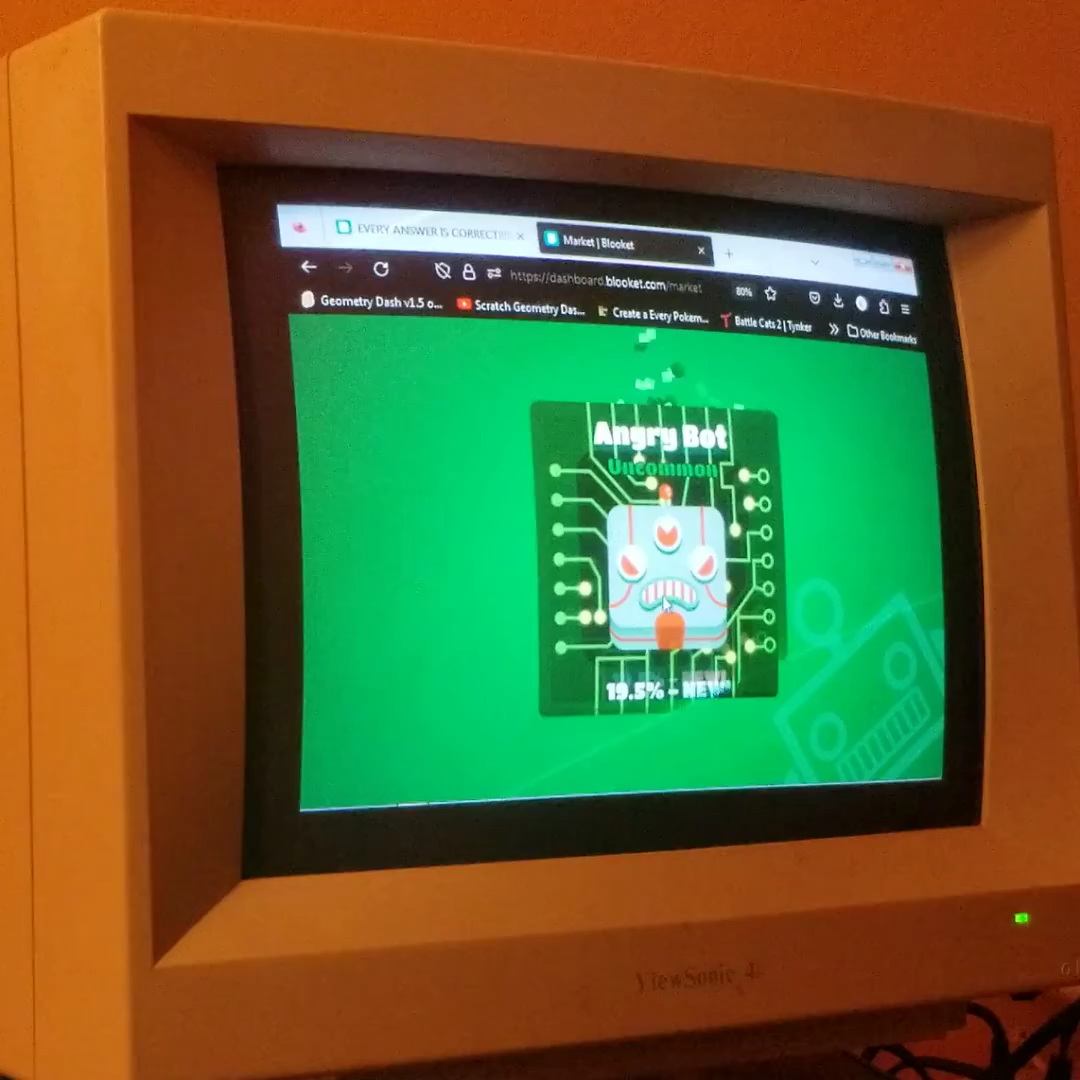 EVERY ANSWER IS CORRECT!!!
Market | Blooket
https://dashboard.blooket.com/market
80%
Geometry Dash v1.5 o...
Scratch Geometry Das...
Create a Every Pokem...
Battle Cats 2 | Tynker
Other Bookmarks
Angry Bot
Uncommon
19.5% - NEW!
ViewSonic